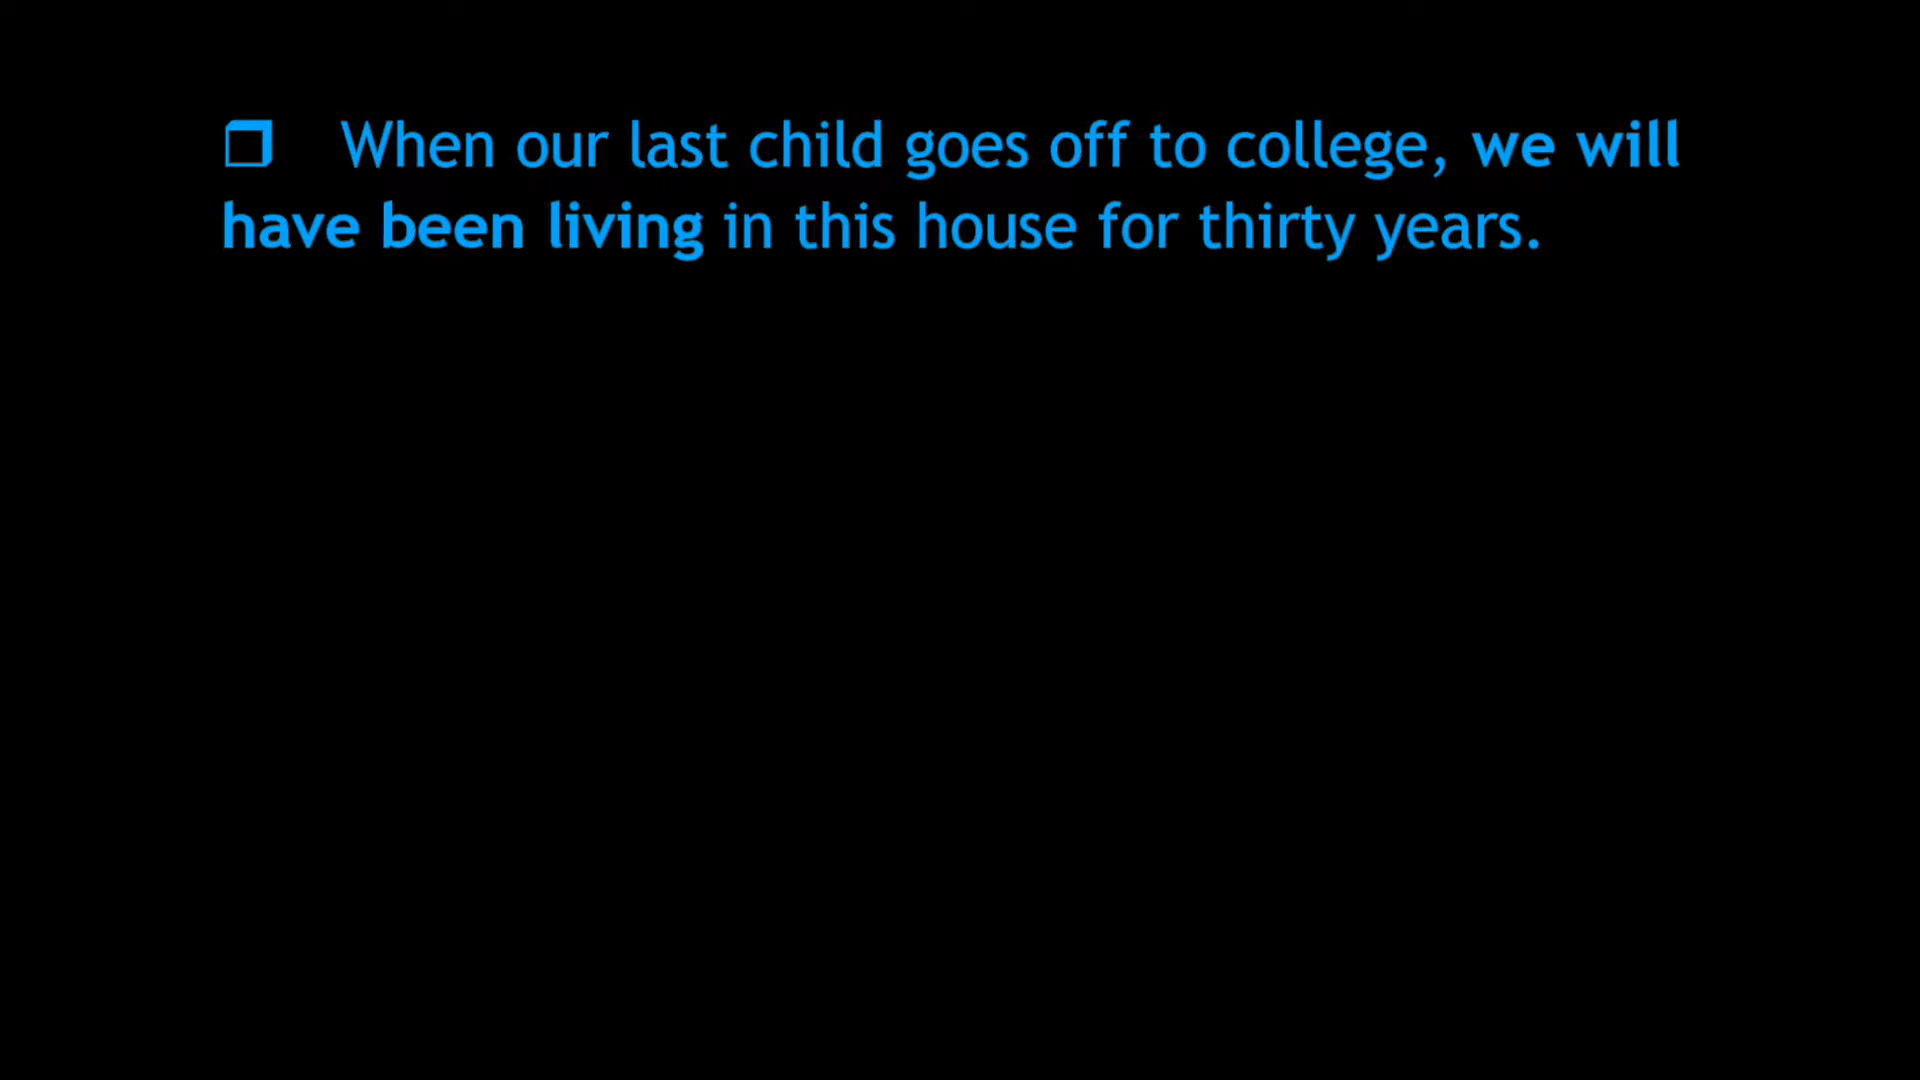 ❒ When our last child goes off to college, we will
have been living in this house for thirty years.